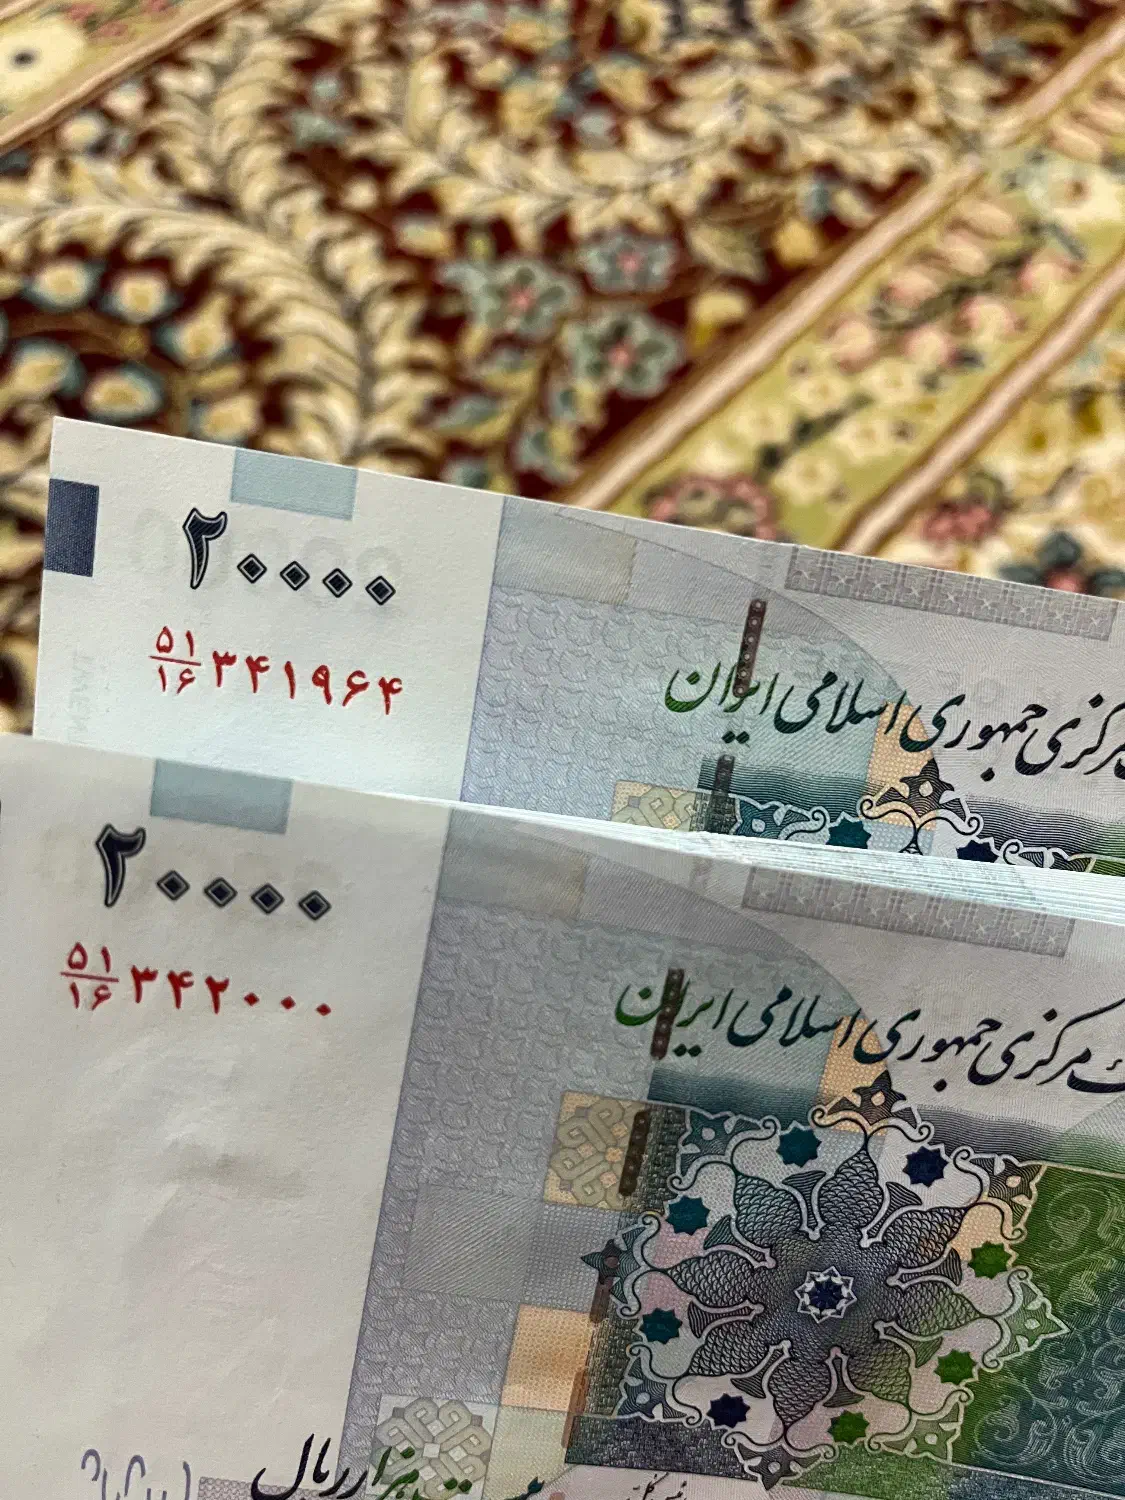 ۲۰۰۰۰
۵۱/۱۶ ۳۴۱۹۶۴
مرکزی جمهوری اسلامی ایران
۲۰۰۰۰
۵۱/۱۶ ۳۴۲۰۰۰
مرکزی جمهوری اسلامی ایران
هزار ریال